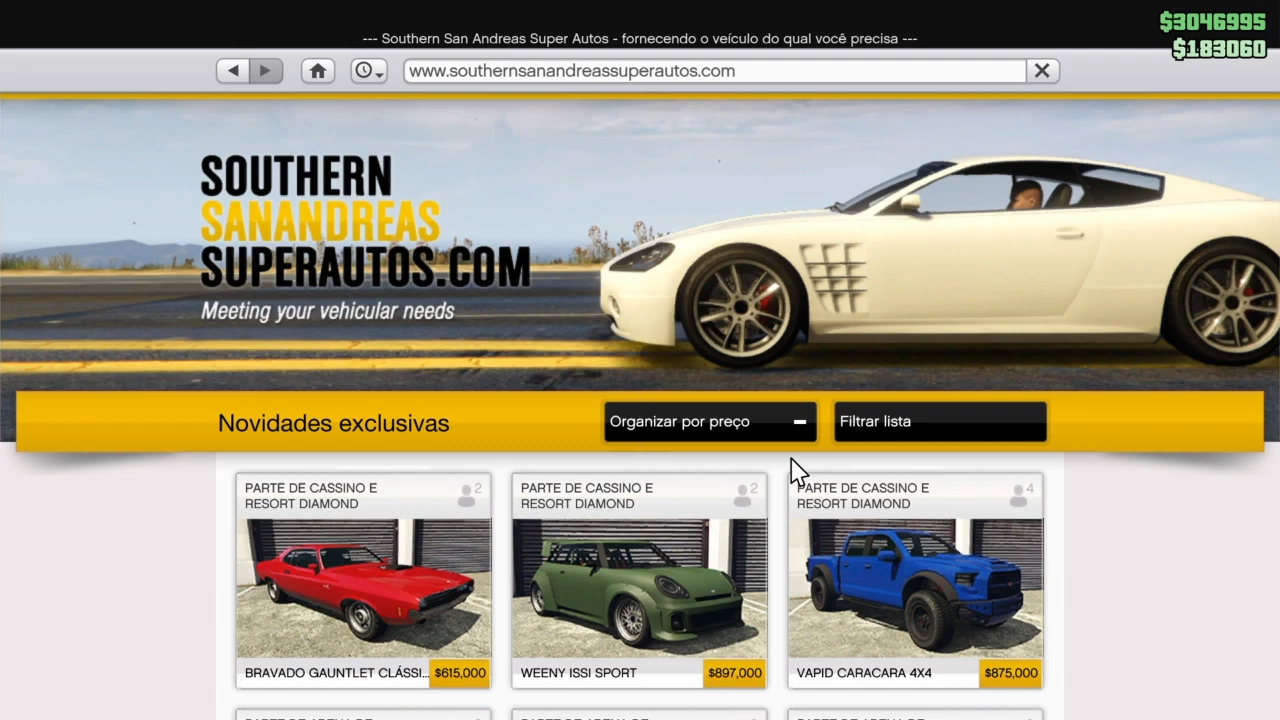 --- Southern San Andreas Super Autos - fornecendo o veículo do qual você precisa ---
$3046995
$183060
www.southernsanandreassuperautos.com
SOUTHERN
SANANDREAS
SUPERAUTOS.COM
Meeting your vehicular needs
Novidades exclusivas
Organizar por preço
Filtrar lista
PARTE DE CASSINO E
RESORT DIAMOND
2
PARTE DE CASSINO E
RESORT DIAMOND
2
PARTE DE CASSINO E
RESORT DIAMOND
4
BRAVADO GAUNTLET CLÁSSI...
$615,000
WEENY ISSI SPORT
$897,000
VAPID CARACARA 4X4
$875,000